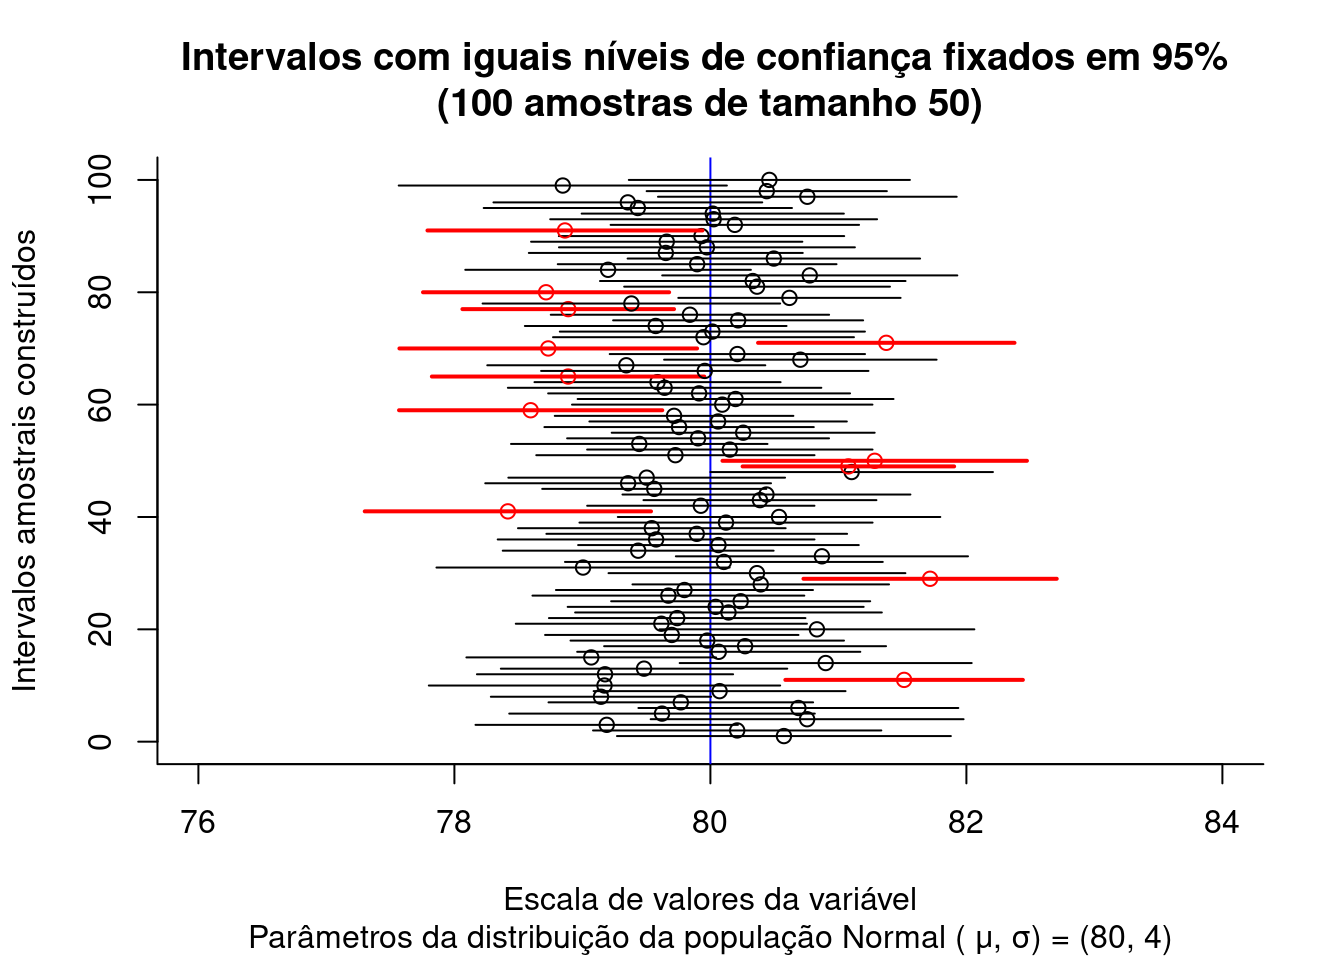 Intervalos com iguais níveis de confiança fixados em 95%
(100 amostras de tamanho 50)
Intervalos amostrais construídos
100
80
60
40
20
0
76 78 80 82 84
Escala de valores da variável
Parâmetros da distribuição da população Normal ( μ, σ) = (80, 4)